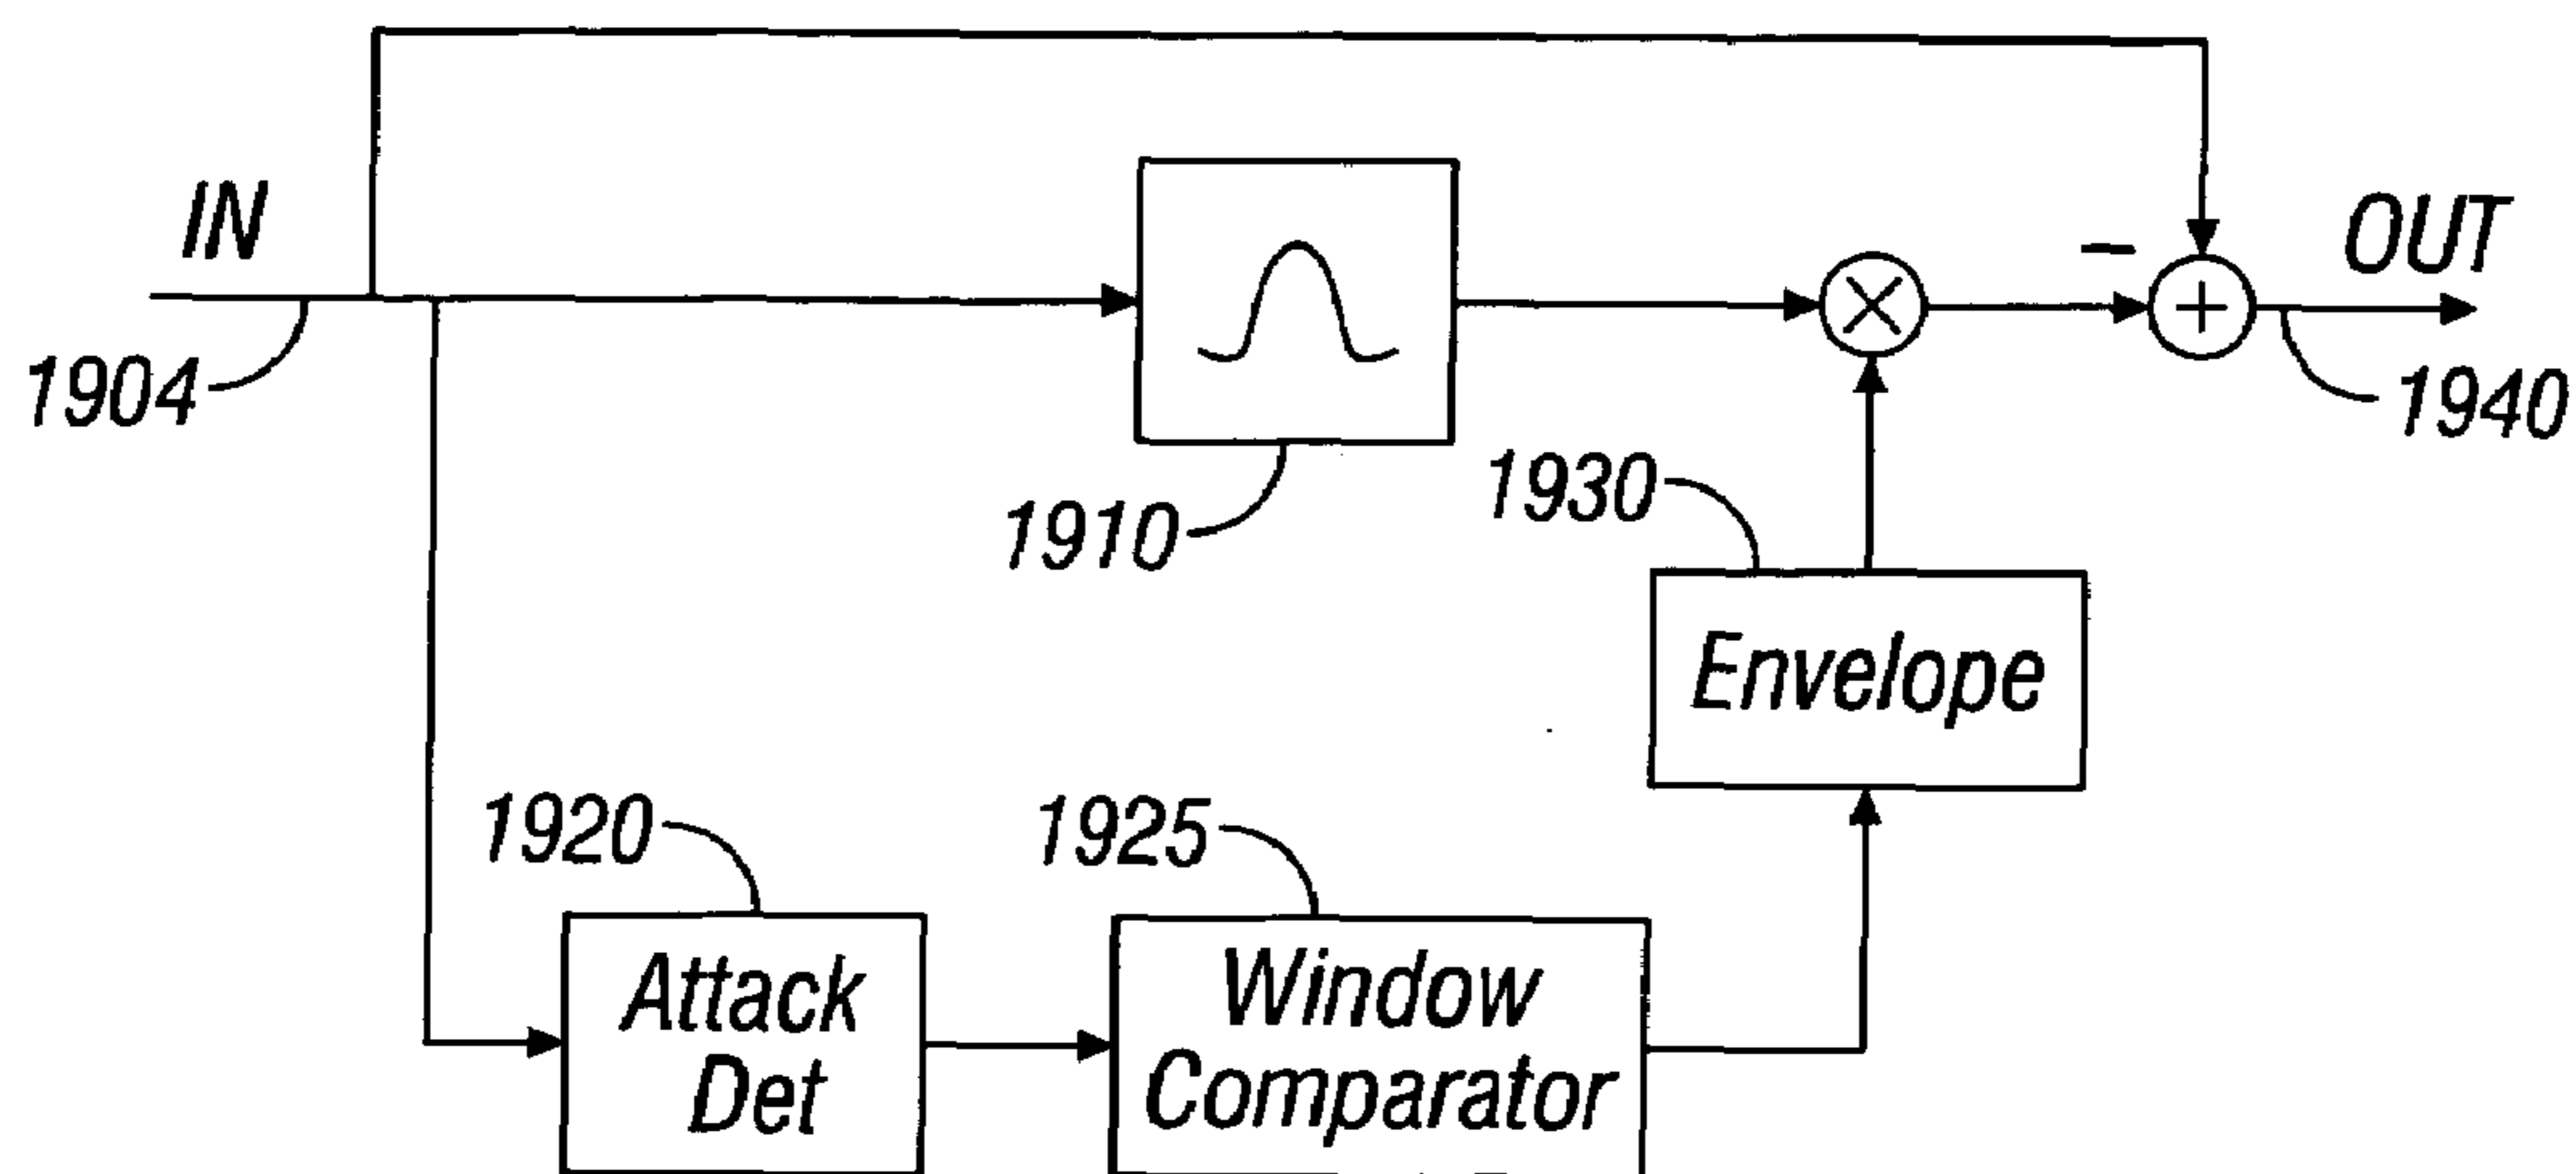 IN
OUT
−
1904
1940
1910
1930
Envelope
1920
1925
Attack
Det
Window
Comparator